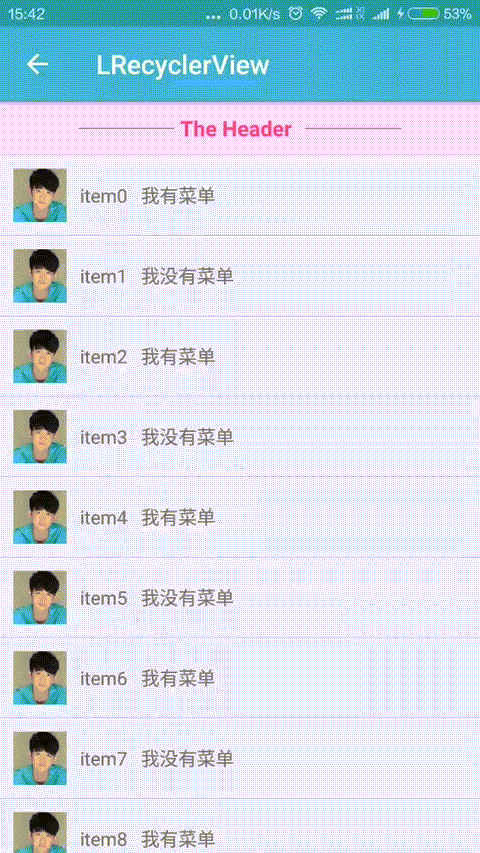 15:42 ... 0.01K/s 53%
LRecyclerView
The Header
item0 我有菜单
item1 我没有菜单
item2 我有菜单
item3 我没有菜单
item4 我有菜单
item5 我没有菜单
item6 我有菜单
item7 我没有菜单
item8 我有菜单